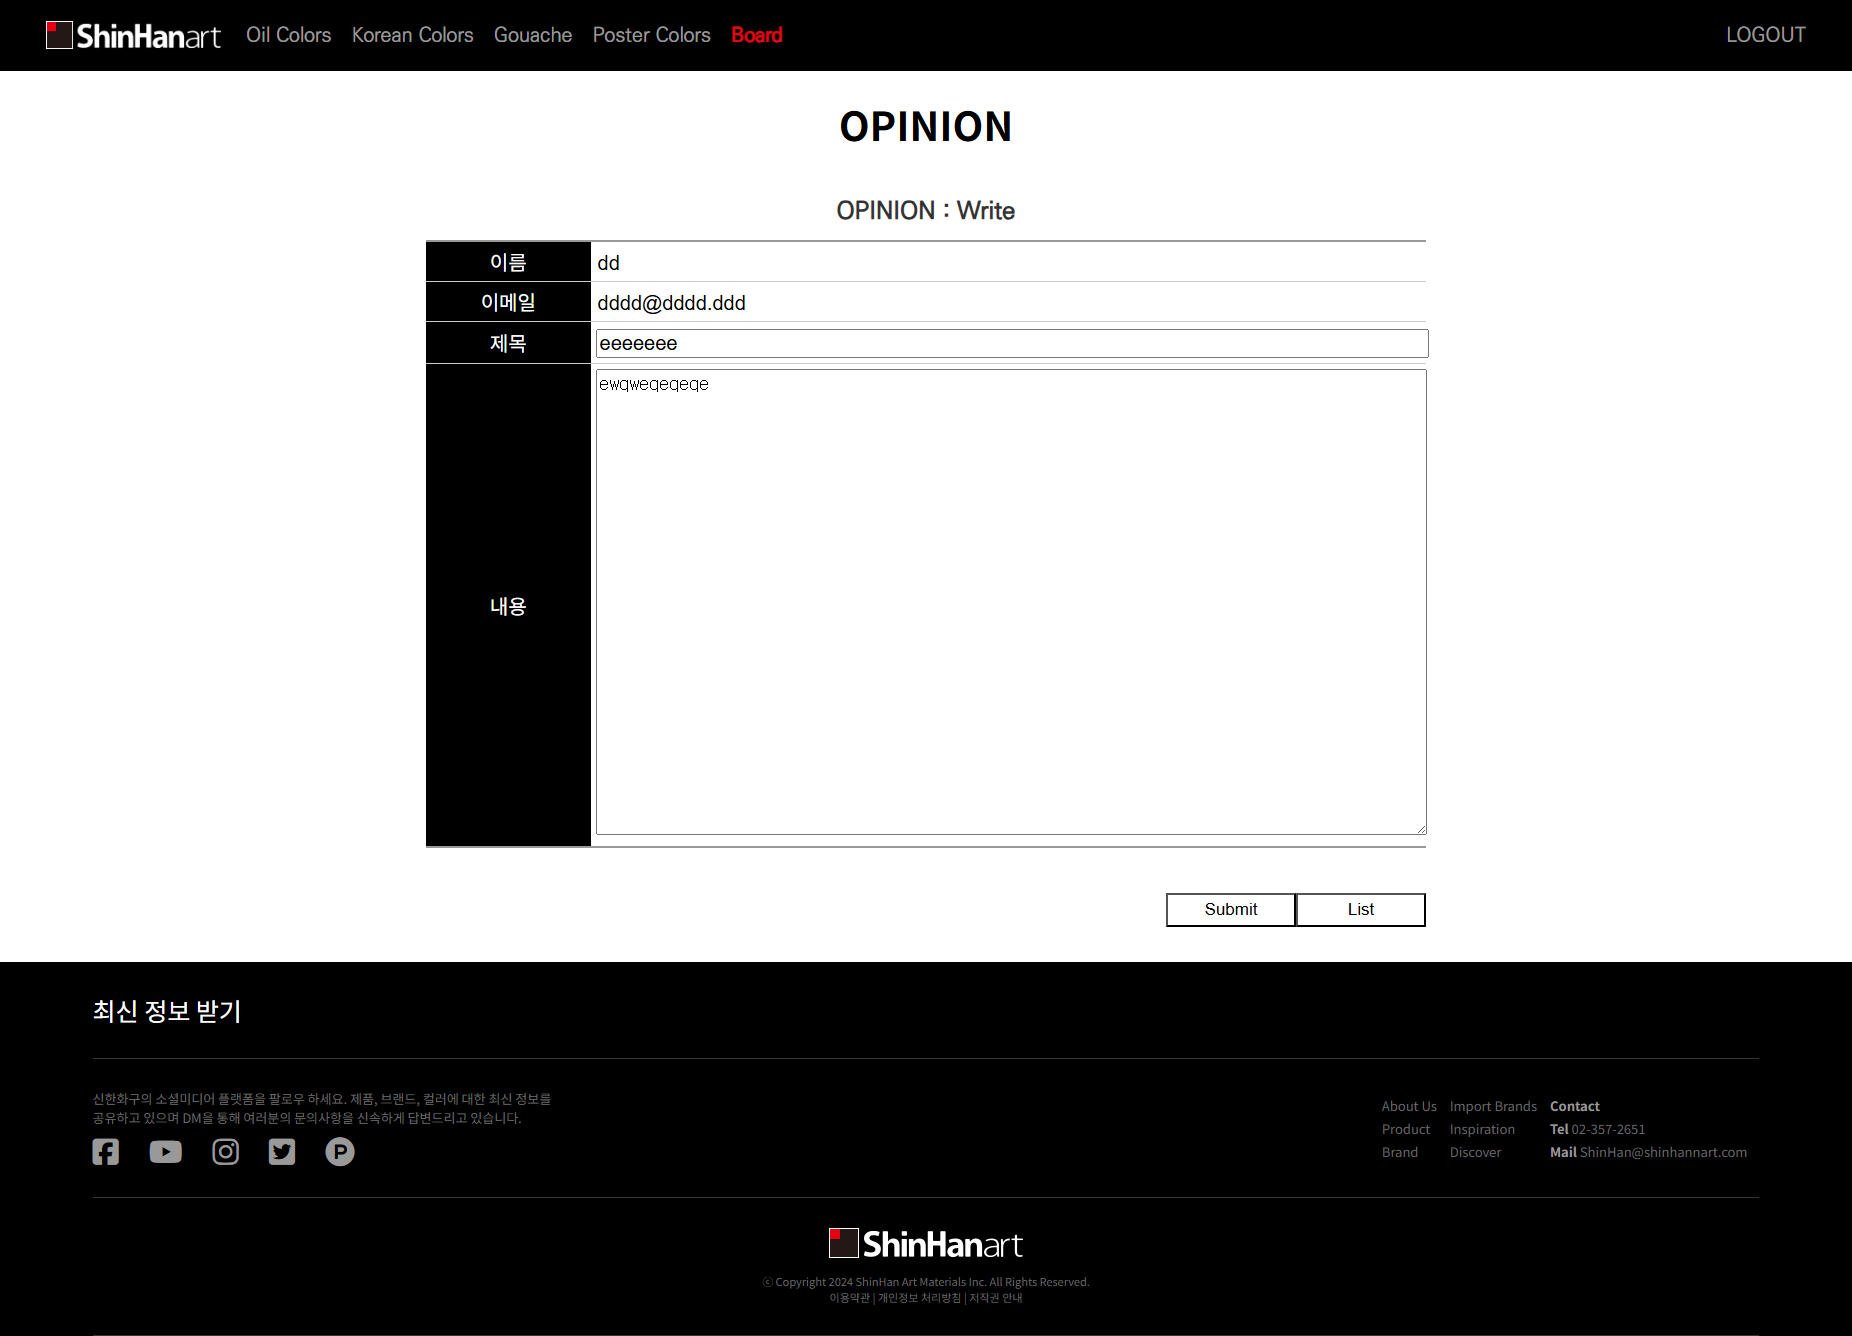 ShinHanart Oil Colors Korean Colors Gouache Poster Colors Board LOGOUT
OPINION
OPINION : Write
이름 dd
이메일 dddd@dddd.ddd
제목 eeeeeee
ewqweqeqeqe
내용
Submit List
최신 정보 받기
신한화구의 소셜미디어 플랫폼을 팔로우 하세요. 제품, 브랜드, 컬러에 대한 최신 정보를
공유하고 있으며 DM을 통해 여러분의 문의사항을 신속하게 답변드리고 있습니다.
About Us Import Brands Contact
Product Inspiration Tel 02-357-2651
Brand Discover Mail ShinHan@shinhannart.com
ShinHanart
ⓒ Copyright 2024 ShinHan Art Materials Inc. All Rights Reserved.
이용약관 | 개인정보 처리방침 | 저작권 안내